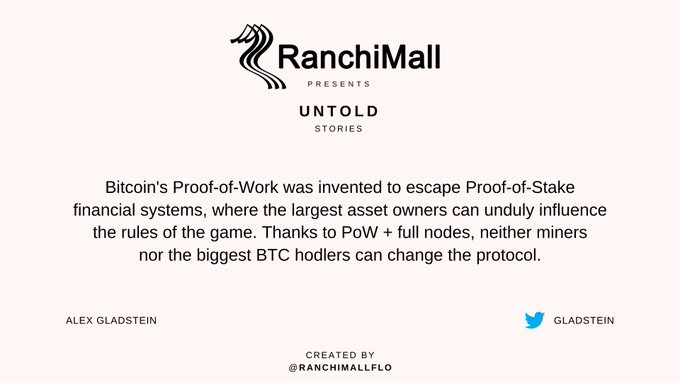 RanchiMall
PRESENTS
UNTOLD
STORIES
Bitcoin's Proof-of-Work was invented to escape Proof-of-Stake
financial systems, where the largest asset owners can unduly influence
the rules of the game. Thanks to PoW + full nodes, neither miners
nor the biggest BTC hodlers can change the protocol.
ALEX GLADSTEIN
GLADSTEIN
CREATED BY
@RANCHIMALLFLO